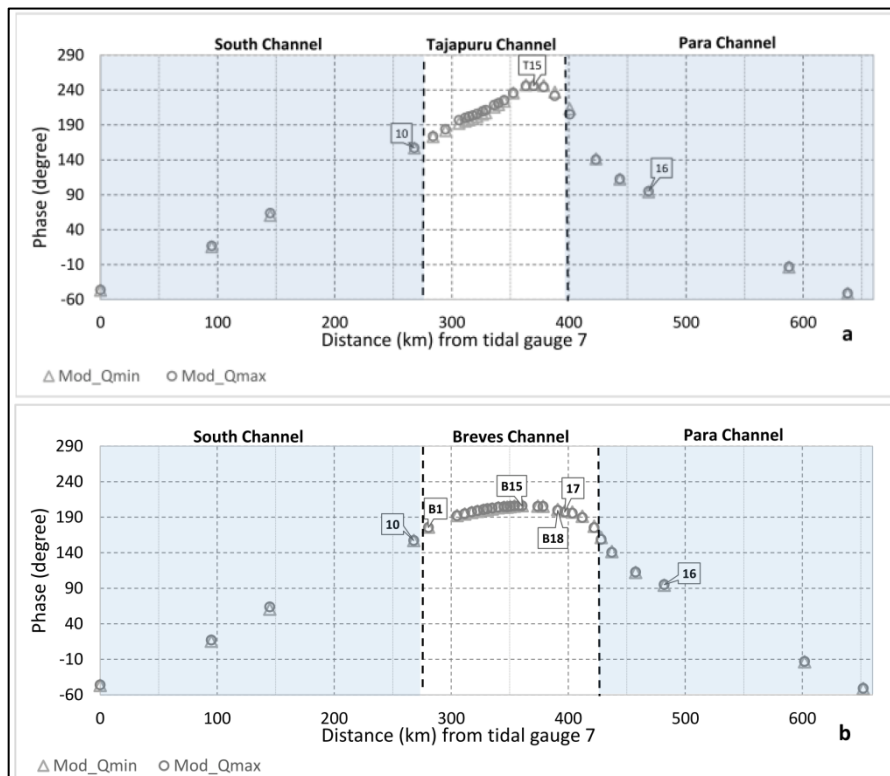 South Channel Tajapuru Channel Para Channel
290
240
190
140
90
40
-10
-60
Phase (degree)
10
T15
16
0 100 200 300 400 500 600
Distance (km) from tidal gauge 7
a
Mod_Qmin Mod_Qmax
South Channel Breves Channel Para Channel
290
240
190
140
90
40
-10
-60
Phase (degree)
10
B1
B15
17
B18
16
0 100 200 300 400 500 600
Distance (km) from tidal gauge 7
b
Mod_Qmin Mod_Qmax